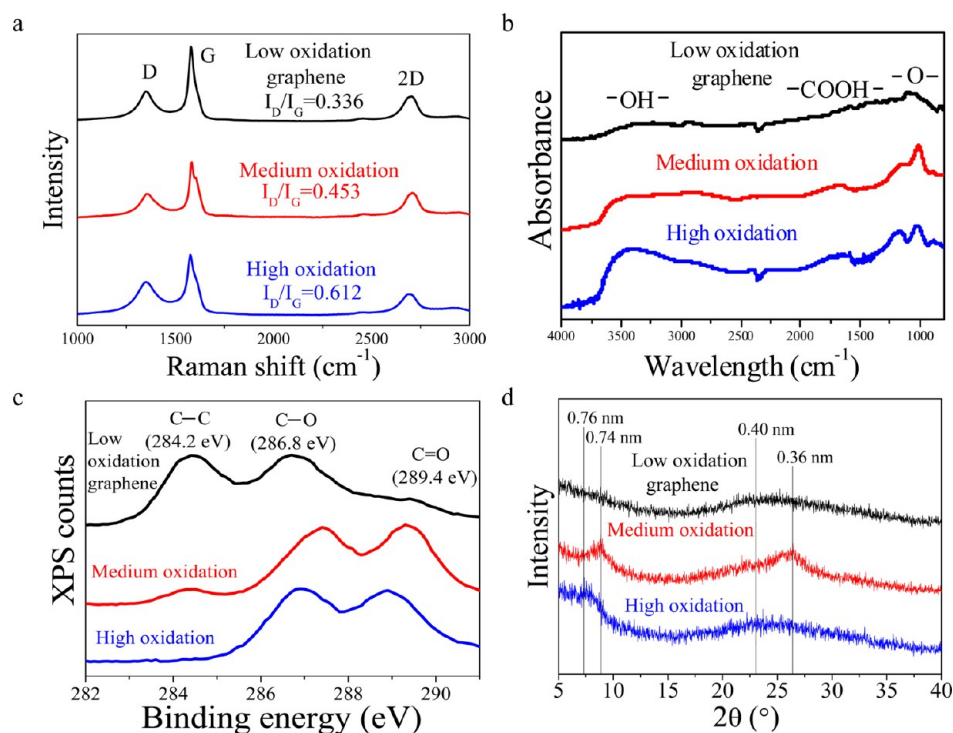 a
Low oxidation
graphene
I_D/I_G=0.336
D
G
2D
Medium oxidation
I_D/I_G=0.453
High oxidation
I_D/I_G=0.612
Intensity
1000 1500 2000 2500 3000
Raman shift (cm⁻¹)
b
Low oxidation
graphene
−OH−
−COOH−
−O−
Medium oxidation
High oxidation
Absorbance
4000 3500 3000 2500 2000 1500 1000
Wavelength (cm⁻¹)
c
C−C
(284.2 eV)
C−O
(286.8 eV)
C=O
(289.4 eV)
Low
oxidation
graphene
Medium oxidation
High oxidation
XPS counts
282 284 286 288 290
Binding energy (eV)
d
0.76 nm
0.74 nm
0.40 nm
0.36 nm
Low oxidation
graphene
Medium oxidation
High oxidation
Intensity
5 10 15 20 25 30 35 40
2θ (°)